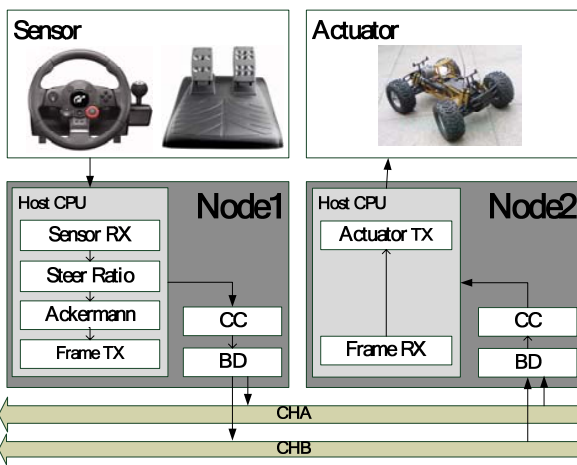 Sensor
Actuator
Host CPU
Node1
Sensor RX
Steer Ratio
Ackermann
Frame TX
CC
BD
Host CPU
Node2
Actuator TX
Frame RX
CC
BD
CHA
CHB